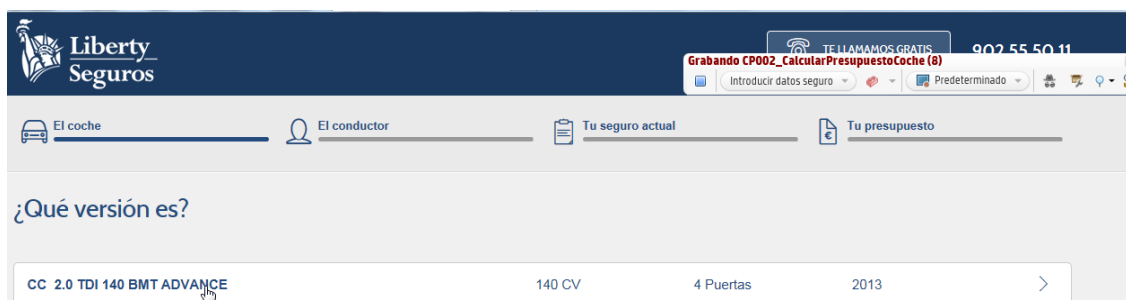 Liberty
Seguros
TE LLAMAMOS GRATIS
902 55 50 11
Grabando CP002_CalcularPresupuestoCoche (8)
Introducir datos seguro
Predeterminado
El coche
El conductor
Tu seguro actual
Tu presupuesto
¿Qué versión es?
CC 2.0 TDI 140 BMT ADVANCE 140 CV 4 Puertas 2013